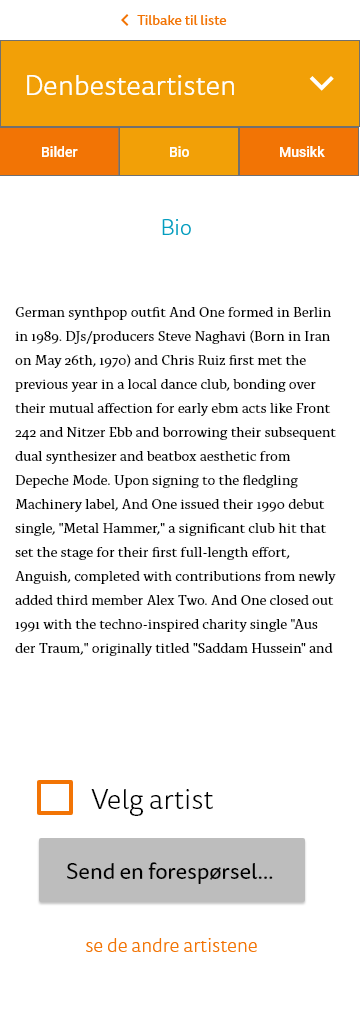 Tilbake til liste
Denbesteartisten
Bilder
Bio
Musikk
Bio
German synthpop outfit And One formed in Berlin
in 1989. DJs/producers Steve Naghavi (Born in Iran
on May 26th, 1970) and Chris Ruiz first met the
previous year in a local dance club, bonding over
their mutual affection for early ebm acts like Front
242 and Nitzer Ebb and borrowing their subsequent
dual synthesizer and beatbox aesthetic from
Depeche Mode. Upon signing to the fledgling
Machinery label, And One issued their 1990 debut
single, "Metal Hammer," a significant club hit that
set the stage for their first full-length effort,
Anguish, completed with contributions from newly
added third member Alex Two. And One closed out
1991 with the techno-inspired charity single "Aus
der Traum," originally titled "Saddam Hussein" and
Velg artist
Send en forespørsel...
se de andre artistene